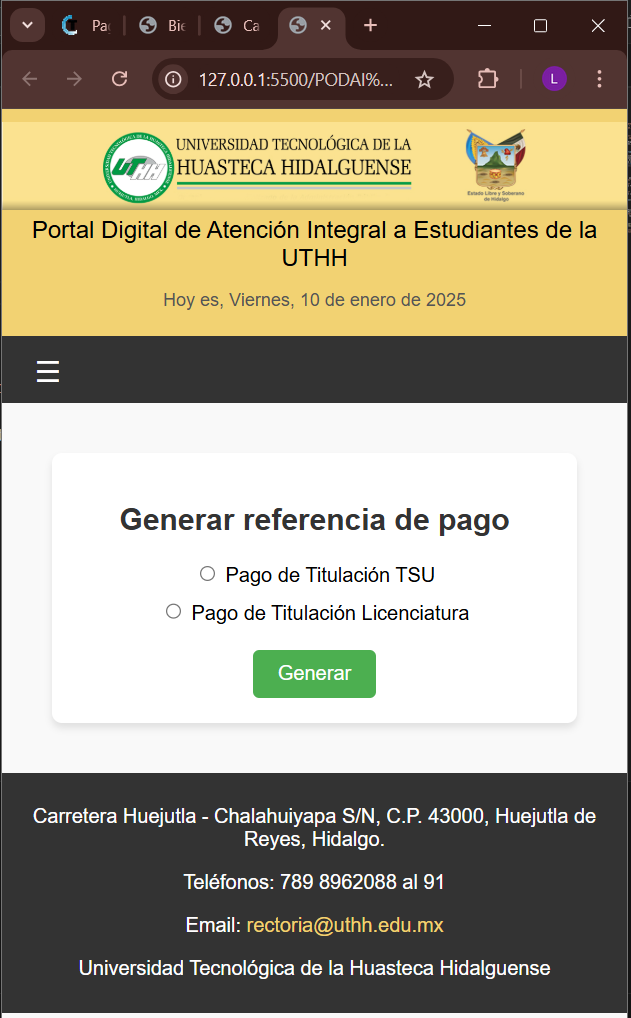 Pa
Bie
Ca
127.0.0.1:5500/PODAI%...
L
UNIVERSIDAD TECNOLÓGICA DE LA
HUASTECA HIDALGUENSE
UTHH
Estado Libre y Soberano
de Hidalgo
Portal Digital de Atención Integral a Estudiantes de la
UTHH
Hoy es, Viernes, 10 de enero de 2025
Generar referencia de pago
Pago de Titulación TSU
Pago de Titulación Licenciatura
Generar
Carretera Huejutla - Chalahuiyapa S/N, C.P. 43000, Huejutla de
Reyes, Hidalgo.
Teléfonos: 789 8962088 al 91
Email: rectoria@uthh.edu.mx
Universidad Tecnológica de la Huasteca Hidalguense